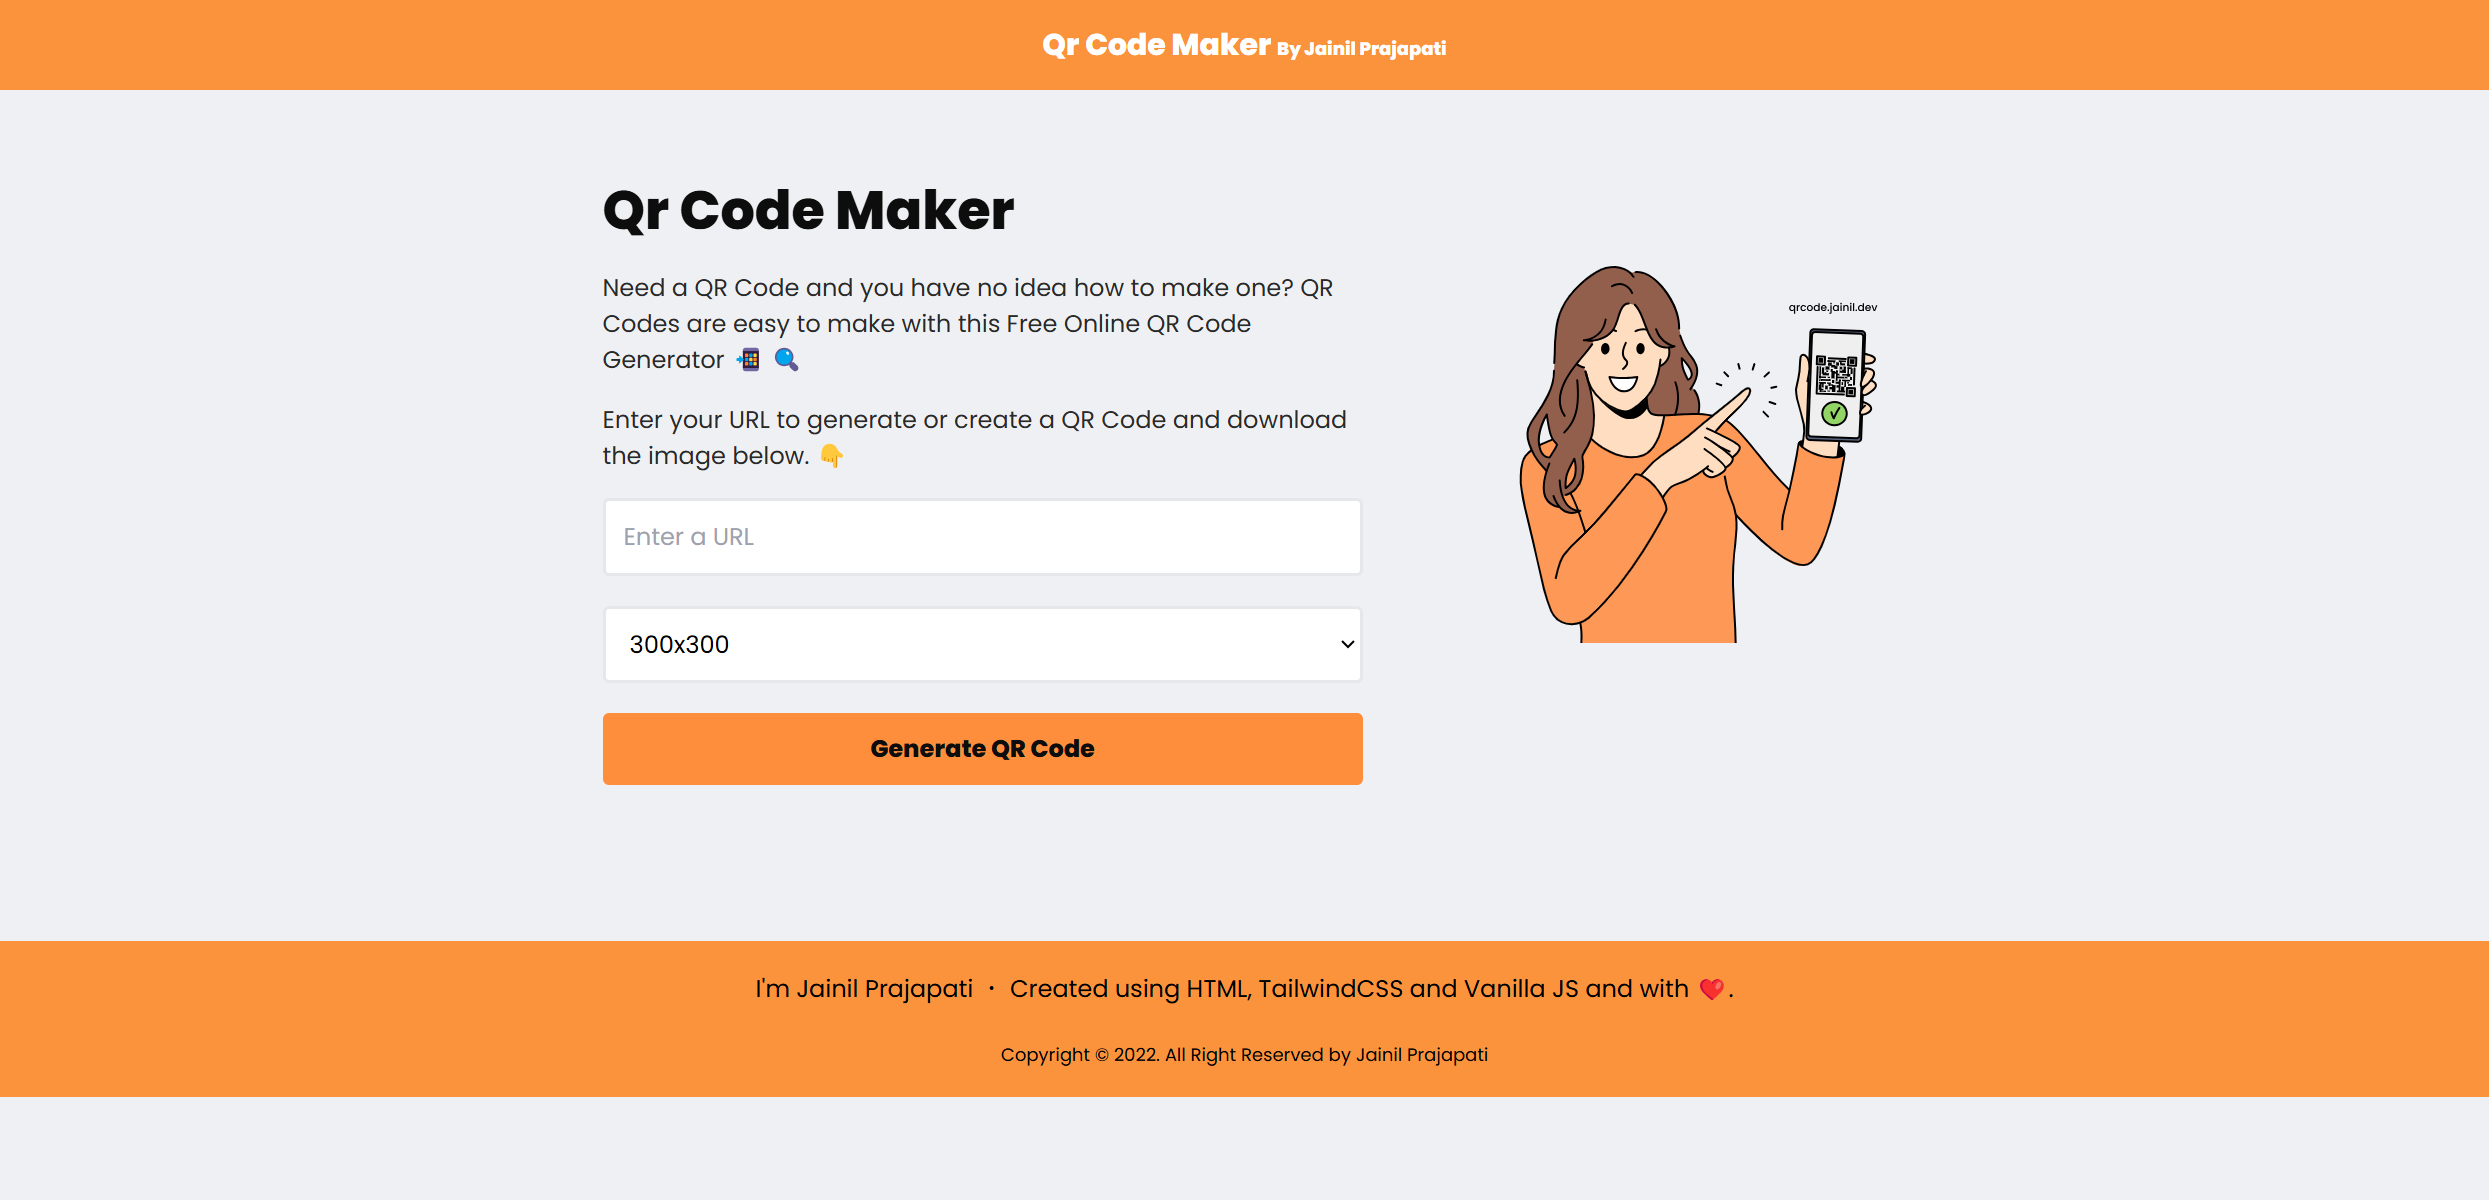 Qr Code Maker By Jainil Prajapati
Qr Code Maker
Need a QR Code and you have no idea how to make one? QR
Codes are easy to make with this Free Online QR Code
Generator 📲 🔍
Enter your URL to generate or create a QR Code and download
the image below. 👇
Enter a URL
300x300
Generate QR Code
qrcode.jainil.dev
I'm Jainil Prajapati · Created using HTML, TailwindCSS and Vanilla JS and with ❤️.
Copyright © 2022. All Right Reserved by Jainil Prajapati